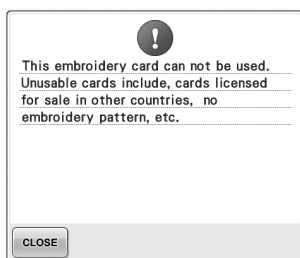 This embroidery card can not be used.
Unusable cards include, cards licensed
for sale in other countries, no
embroidery pattern, etc.
CLOSE